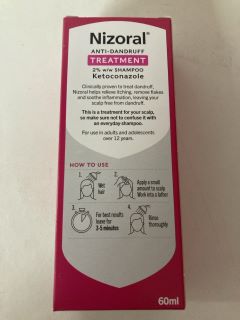 Nizoral®
ANTI-DANDRUFF
TREATMENT
2% w/w SHAMPOO
Ketoconazole
Clinically proven to treat dandruff,
Nizoral helps relieve itching, remove flakes
and soothe inflammation, leaving your
scalp free from dandruff.
This is a treatment for your scalp,
so make sure not to confuse it with
an everyday shampoo.
For use in adults and adolescents
over 12 years.
HOW TO USE
1.
Wet
hair
2.
Apply a small
amount to scalp
Work into a lather
3.
For best results
leave for
3-5 minutes
4.
Rinse
thoroughly
60ml